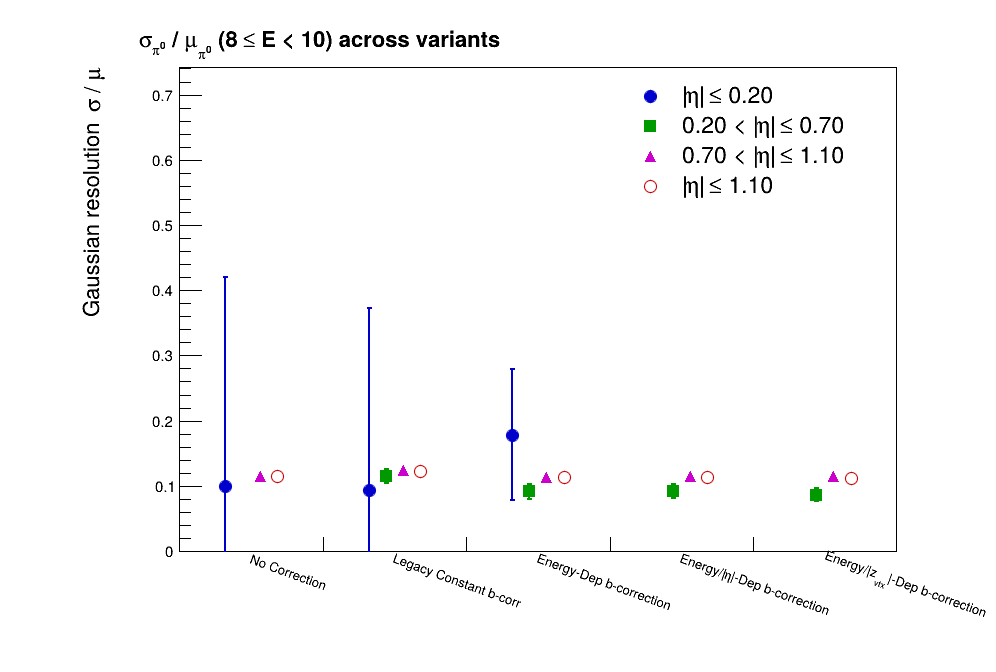 σπ⁰ / μπ⁰ (8 ≤ E < 10) across variants
Gaussian resolution σ / μ
|η| ≤ 0.20
0.20 < |η| ≤ 0.70
0.70 < |η| ≤ 1.10
|η| ≤ 1.10
0.7
0.6
0.5
0.4
0.3
0.2
0.1
0
No Correction
Legacy Constant b-corr
Energy-Dep b-correction
Energy/|η|-Dep b-correction
Energy/|z_vtx|-Dep b-correction